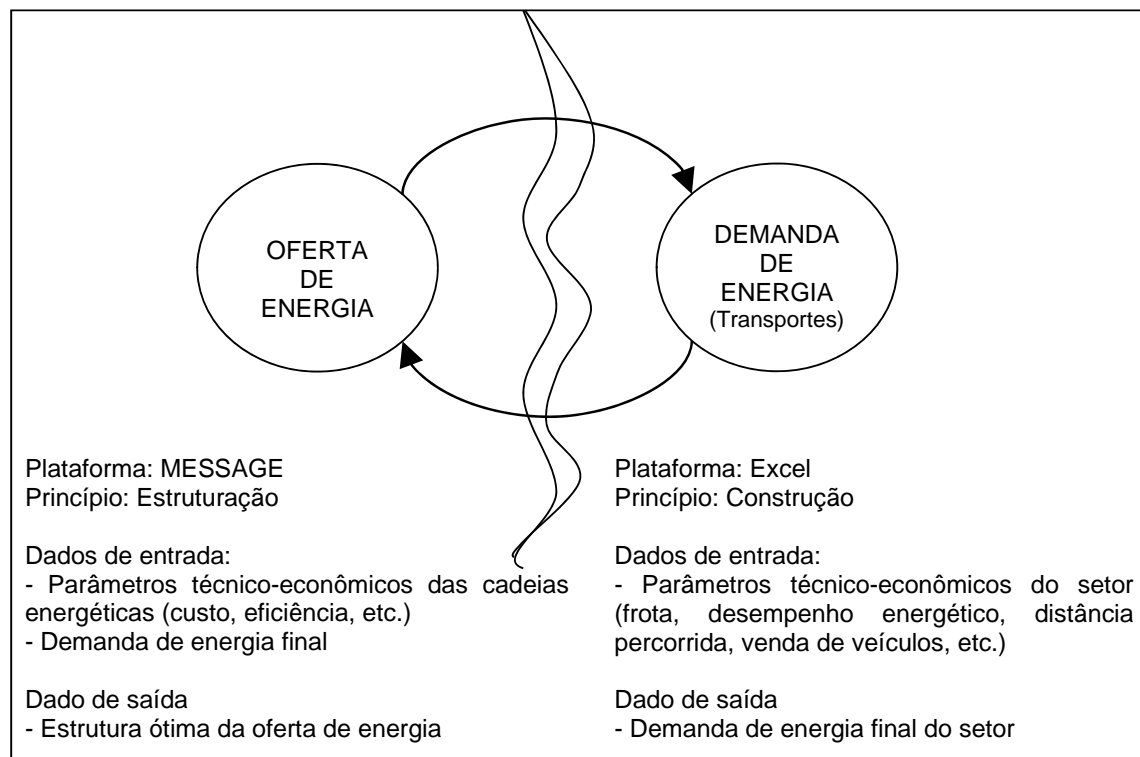 OFERTA
DE
ENERGIA
DEMANDA
DE
ENERGIA
(Transportes)
Plataforma: MESSAGE
Princípio: Estruturação
Dados de entrada:
- Parâmetros técnico-econômicos das cadeias
energéticas (custo, eficiência, etc.)
- Demanda de energia final
Dado de saída
- Estrutura ótima da oferta de energia
Plataforma: Excel
Princípio: Construção
Dados de entrada:
- Parâmetros técnico-econômicos do setor
(frota, desempenho energético, distância
percorrida, venda de veículos, etc.)
Dado de saída
- Demanda de energia final do setor